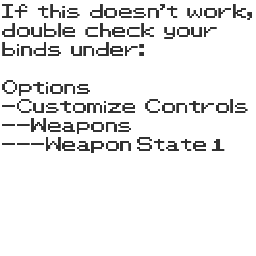 If this doesn't work,
double check your
binds under:
Options
-Customize Controls
--Weapons
---Weapon State 1